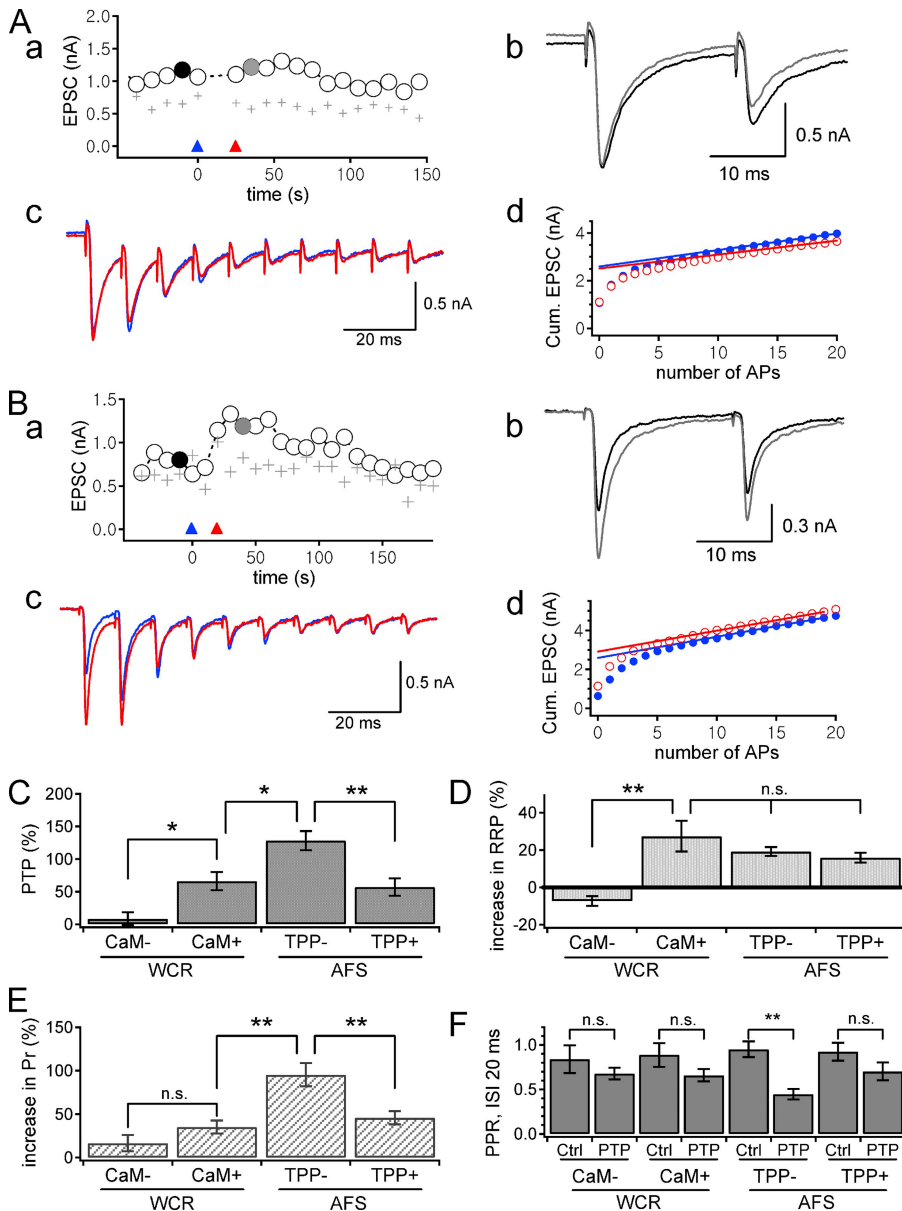 A
a
2.0
1.5
1.0
0.5
0.0
EPSC (nA)
0
50
100
150
time (s)
b
0.5 nA
10 ms
c
0.5 nA
20 ms
d
4
2
0
Cum. EPSC (nA)
0
5
10
15
20
number of APs
B
a
1.5
1.0
0.5
0.0
EPSC (nA)
0
50
100
150
time (s)
b
0.3 nA
10 ms
c
0.5 nA
20 ms
d
4
2
0
Cum. EPSC (nA)
0
5
10
15
20
number of APs
C
200
150
100
50
0
PTP (%)
*
*
**
CaM-
CaM+
TPP-
TPP+
WCR
AFS
D
40
20
0
-20
increase in RRP (%)
**
n.s.
CaM-
CaM+
TPP-
TPP+
WCR
AFS
E
150
100
50
0
increase in Pr (%)
n.s.
**
**
CaM-
CaM+
TPP-
TPP+
WCR
AFS
F
1.0
0.5
0.0
PPR, ISI 20 ms
n.s.
n.s.
**
n.s.
Ctrl PTP Ctrl PTP Ctrl PTP Ctrl PTP
CaM-
CaM+
TPP-
TPP+
WCR
AFS